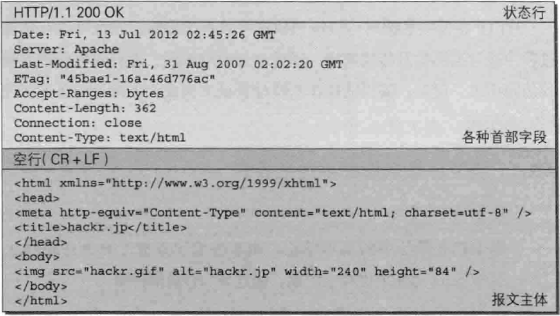 HTTP/1.1 200 OK 状态行
Date: Fri, 13 Jul 2012 02:45:26 GMT
Server: Apache
Last-Modified: Fri, 31 Aug 2007 02:02:20 GMT
ETag: "45bae1-16a-46d776ac"
Accept-Ranges: bytes
Content-Length: 362
Connection: close
Content-Type: text/html 各种首部字段
空行( CR + LF )
<html xmlns="http://www.w3.org/1999/xhtml">
<head>
<meta http-equiv="Content-Type" content="text/html; charset=utf-8" />
<title>hackr.jp</title>
</head>
<body>
<img src="hackr.gif" alt="hackr.jp" width="240" height="84" />
</body>
</html> 报文主体